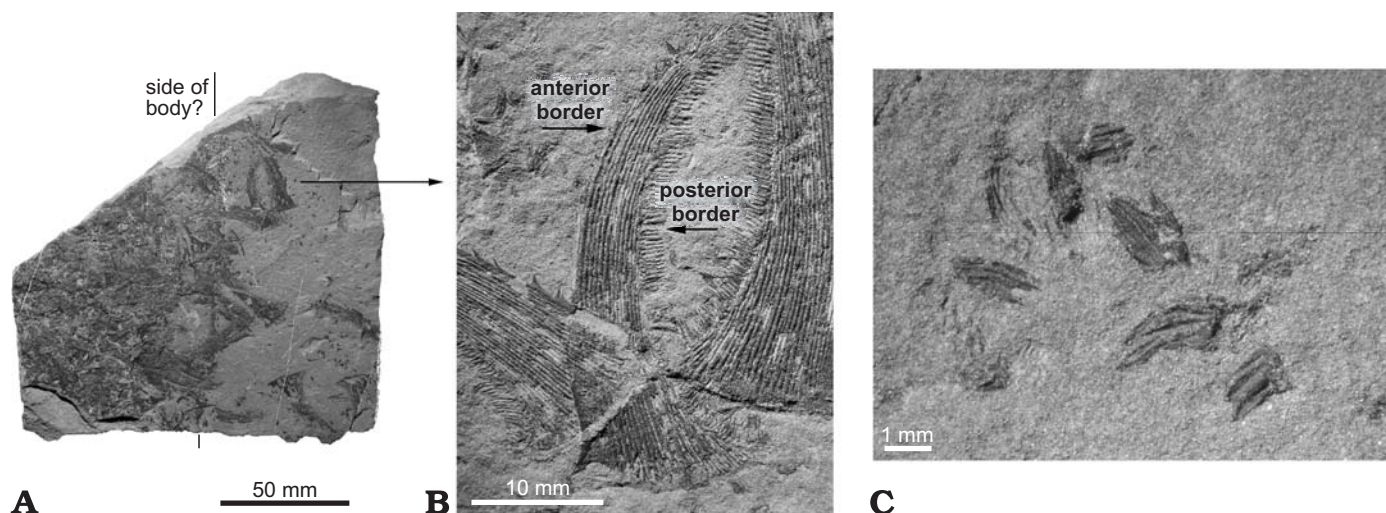 side of
body?
A
50 mm
anterior
border
posterior
border
B
10 mm
C
1 mm